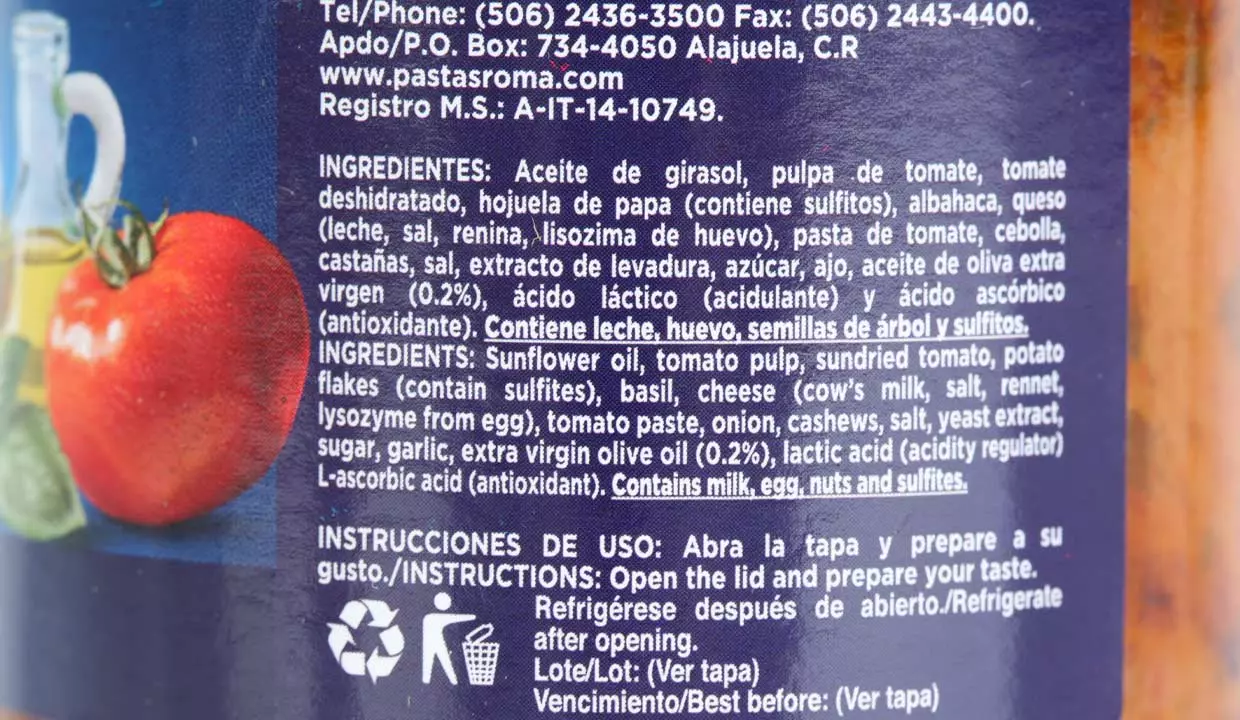 Tel/Phone: (506) 2436-3500 Fax: (506) 2443-4400.
Apdo/P.O. Box: 734-4050 Alajuela, C.R
www.pastasroma.com
Registro M.S.: A-IT-14-10749.
INGREDIENTES: Aceite de girasol, pulpa de tomate, tomate
deshidratado, hojuela de papa (contiene sulfitos), albahaca, queso
(leche, sal, renina, lisozima de huevo), pasta de tomate, cebolla,
castañas, sal, extracto de levadura, azúcar, ajo, aceite de oliva extra
virgen (0.2%), ácido láctico (acidulante) y ácido ascórbico
(antioxidante). Contiene leche, huevo, semillas de árbol y sulfitos.
INGREDIENTS: Sunflower oil, tomato pulp, sundried tomato, potato
flakes (contain sulfites), basil, cheese (cow's milk, salt, rennet,
lysozyme from egg), tomato paste, onion, cashews, salt, yeast extract,
sugar, garlic, extra virgin olive oil (0.2%), lactic acid (acidity regulator)
L-ascorbic acid (antioxidant). Contains milk, egg, nuts and sulfites.
INSTRUCCIONES DE USO: Abra la tapa y prepare a su
gusto./INSTRUCTIONS: Open the lid and prepare your taste.
Refrigérese después de abierto./Refrigerate
after opening.
Lote/Lot: (Ver tapa)
Vencimiento/Best before: (Ver tapa)